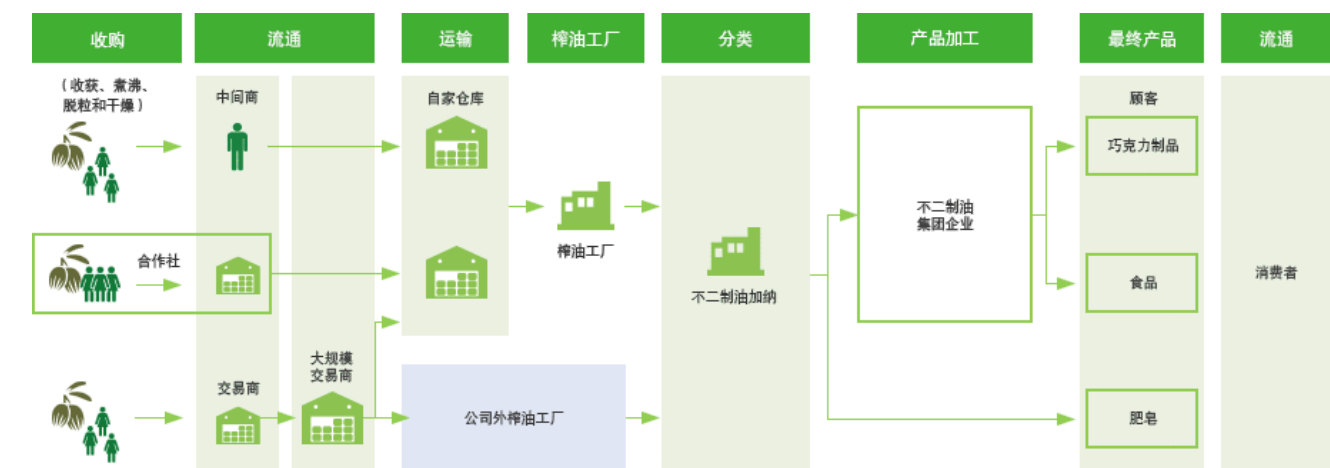 收购
流通
运输
榨油工厂
分类
产品加工
最终产品
流通
（收获、煮沸、
脱粒和干燥）
中间商
自家仓库
顾客
巧克力制品
不二制油
集团企业
榨油工厂
合作社
不二制油加纳
食品
消费者
大规模
交易商
交易商
公司外榨油工厂
肥皂